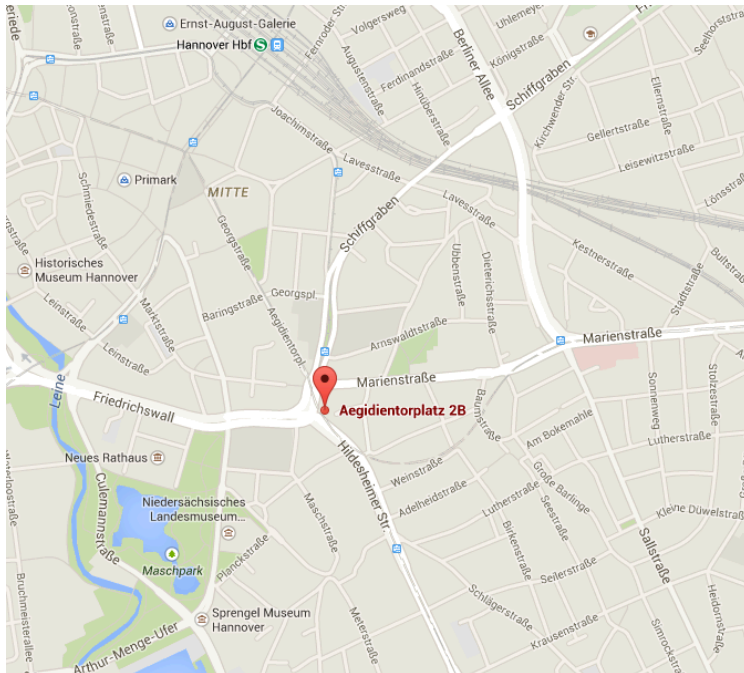 Ernst-August-Galerie
Hannover Hbf
S
Fernroder Str.
Volgersweg
Augustenstraße
Ferdinandstraße
Hinüberstraße
Berliner Allee
Königstraße
Schiffgraben
Kirchwender Str.
Seelhorststraße
Ellernstraße
Gellertstraße
Leisewitzstraße
Lönsstraße
Joachimstraße
Lavesstraße
Lavesstraße
Primark
MITTE
Schmiedestraße
Georgstraße
Schiffgraben
Ubbenstraße
Dieterichsstraße
Kestnerstraße
Bultstraße
Stadtstraße
Historisches
Museum Hannover
Leinstraße
Marktstraße
Baringstraße
Georgspl.
Aegidientorpl.
Arnswaldtstraße
Marienstraße
Leinstraße
Leine
Marienstraße
Friedrichswall
Aegidientorplatz 2B
Baumstraße
Sonnenweg
Stolzestraße
Am Bokemahle
Lutherstraße
Neues Rathaus
Hildesheimer Str.
Weinstraße
Große Barlinge
Culemannstraße
Niedersächsisches
Landesmuseum...
Maschstraße
Adelheidstraße
Lutherstraße
Seestraße
Kleine Düwelstraße
Maschpark
Planckstraße
Birkenstraße
Sallstraße
Seilerstraße
Bruchmeisterallee
Sprengel Museum
Hannover
Meterstraße
Schlägerstraße
Krausenstraße
Heidornstraße
Simrockstraße
Arthur-Menge-Ufer